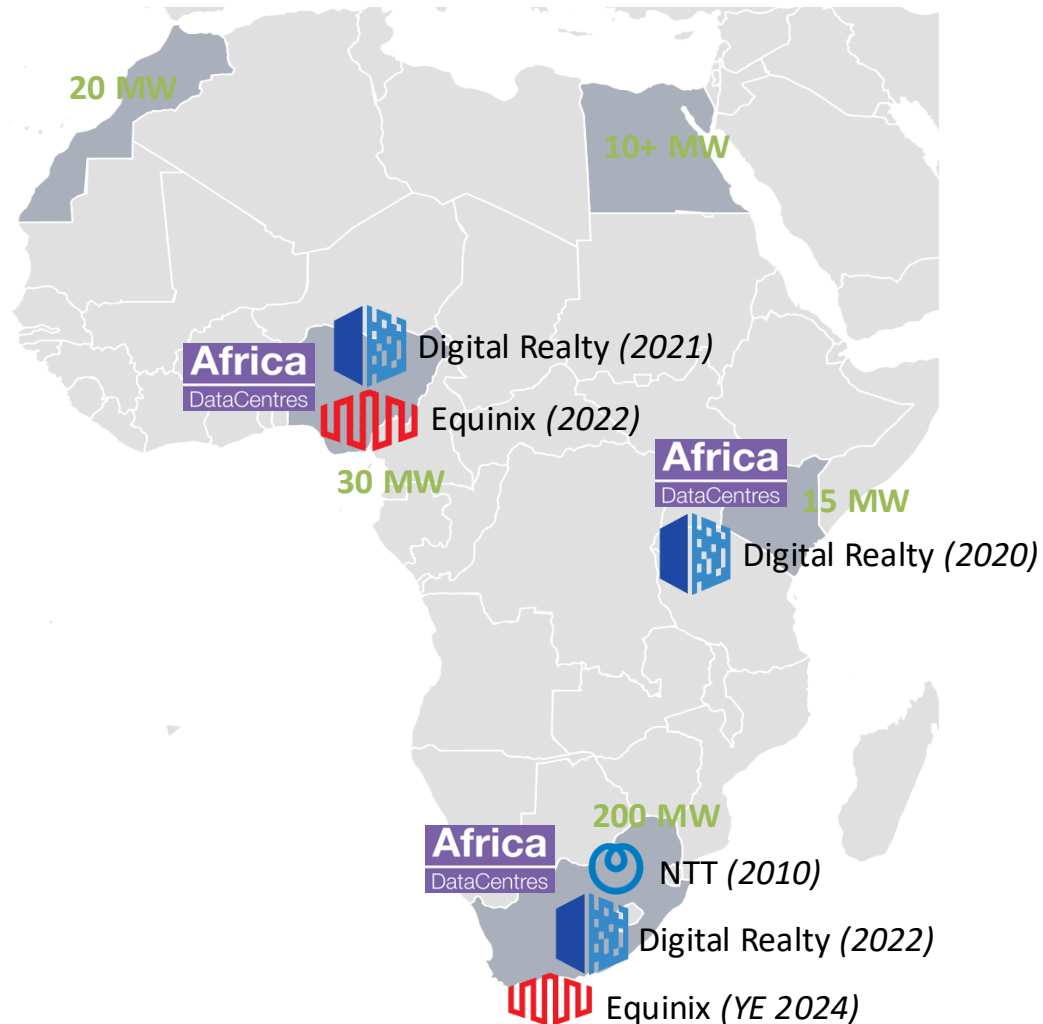 20 MW
10+ MW
Digital Realty (2021)
Africa
DataCentres
Equinix (2022)
30 MW
Africa
DataCentres
15 MW
Digital Realty (2020)
200 MW
Africa
DataCentres
NTT (2010)
Digital Realty (2022)
Equinix (YE 2024)